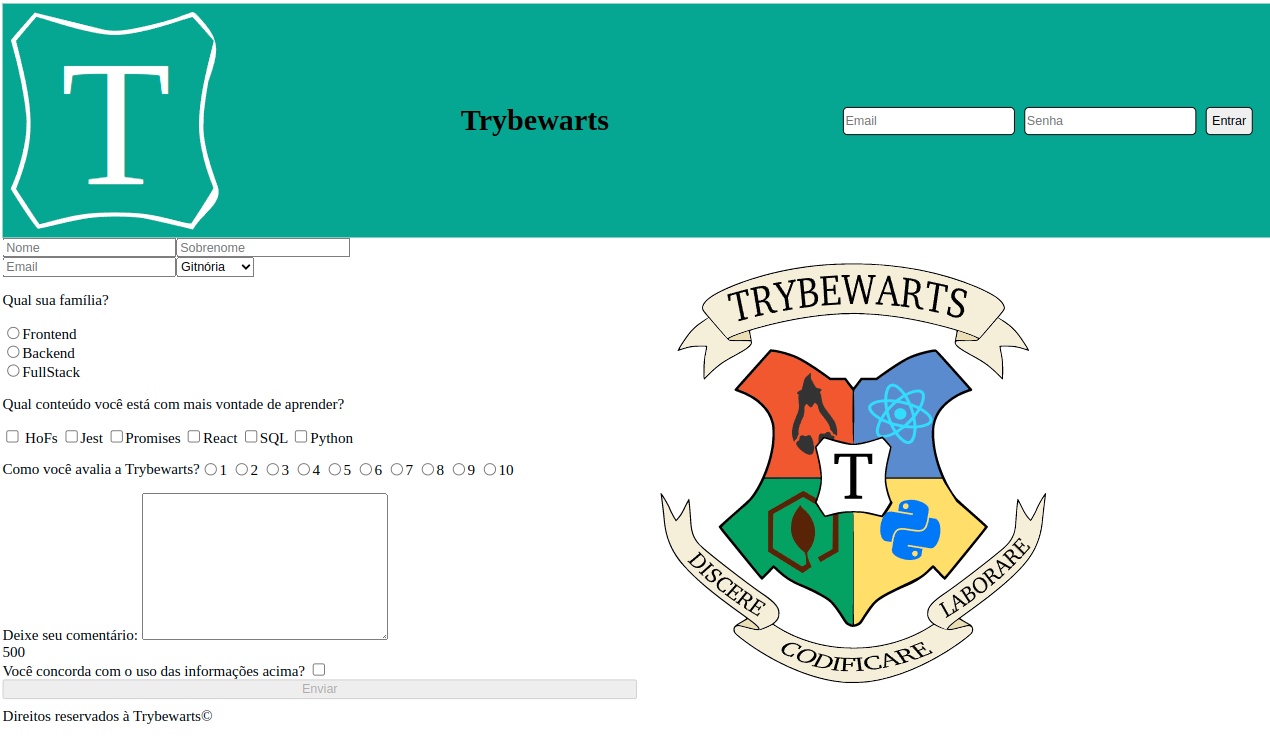 T
Trybewarts
Email Senha Entrar
Nome Sobrenome
Email Gitnória
Qual sua família?
Frontend
Backend
FullStack
Qual conteúdo você está com mais vontade de aprender?
HoFs Jest Promises React SQL Python
Como você avalia a Trybewarts? 1 2 3 4 5 6 7 8 9 10
Deixe seu comentário:
500
Você concorda com o uso das informações acima?
Enviar
TRYBEWARTS
T
DISCERE
CODIFICARE
LABORARE
Direitos reservados à Trybewarts©